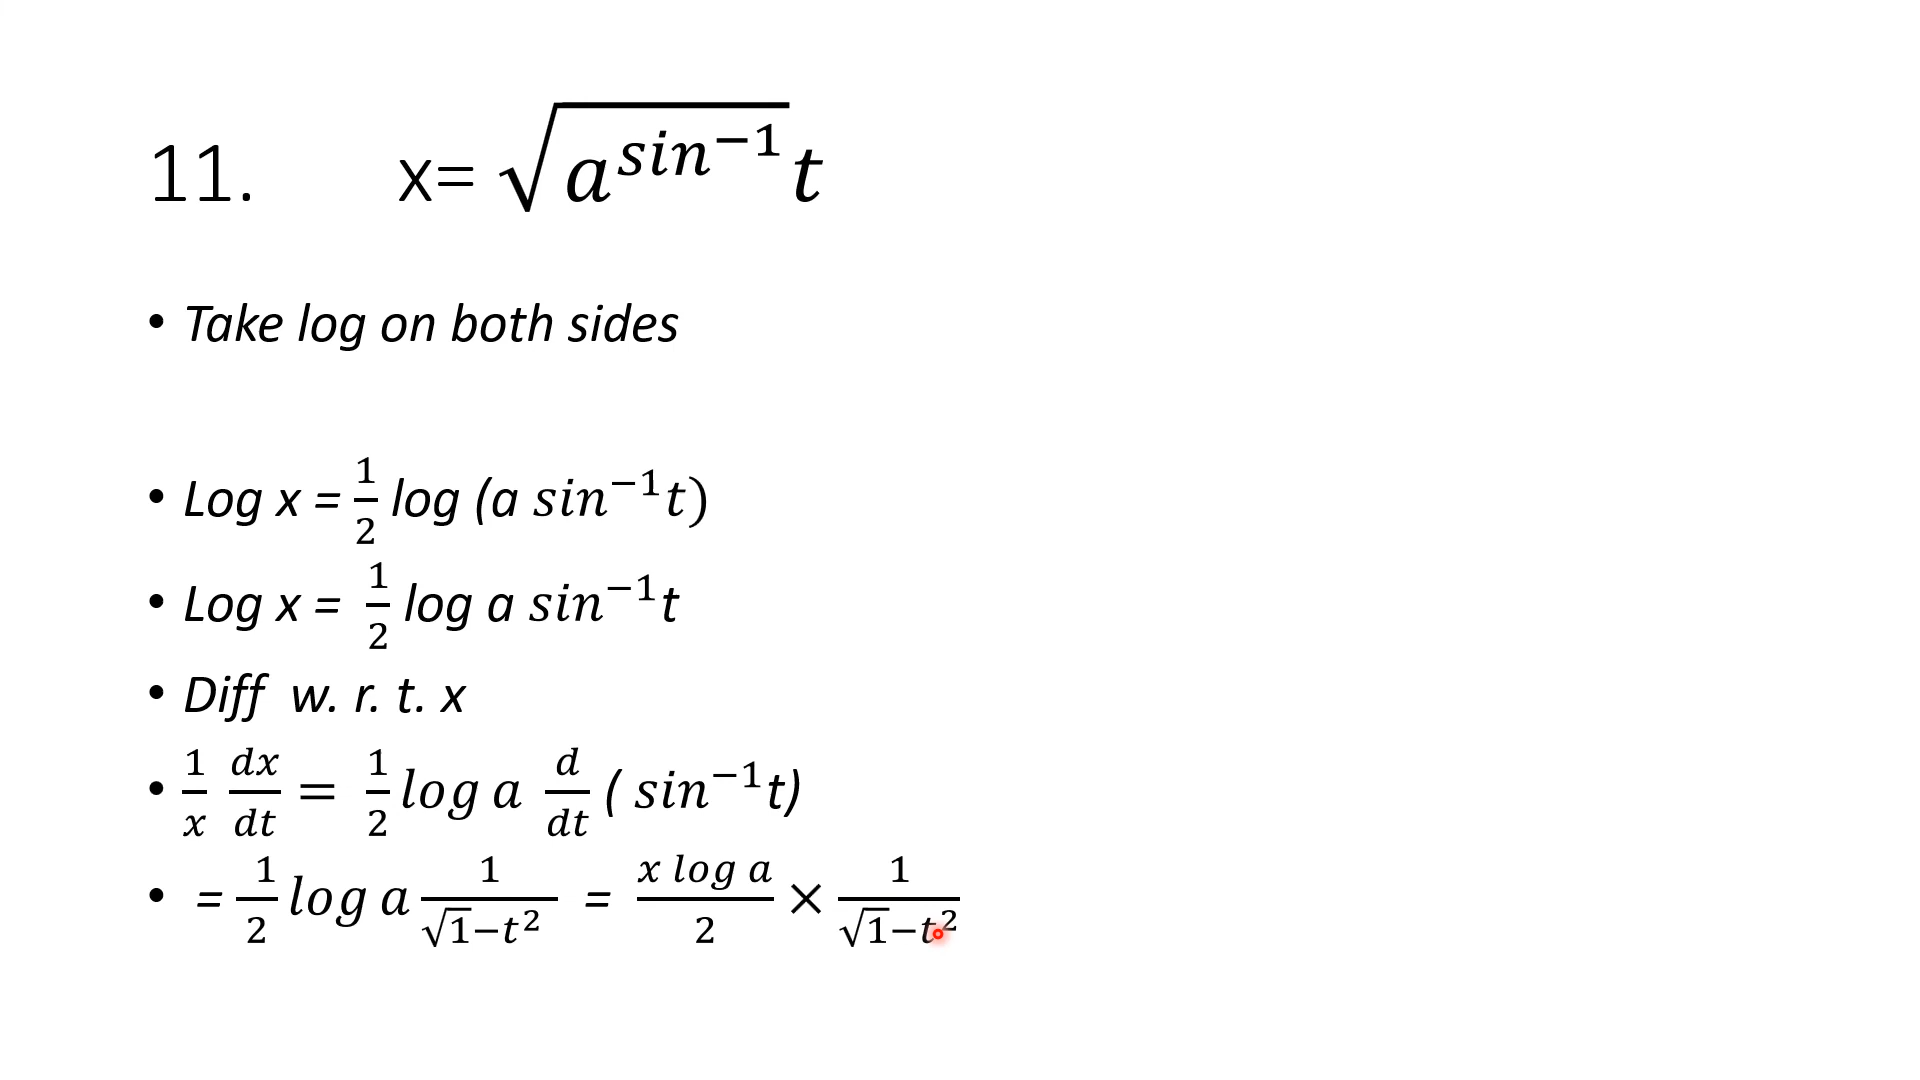 11. x= √(a^(sin⁻¹)) t
• Take log on both sides
• Log x = 1/2 log (a sin⁻¹t)
• Log x = 1/2 log a sin⁻¹t
• Diff w. r. t. x
• 1/x dx/dt = 1/2 log a d/dt ( sin⁻¹t)
• = 1/2 log a 1/(√1−t²) = (x log a)/2 × 1/(√1−t²)